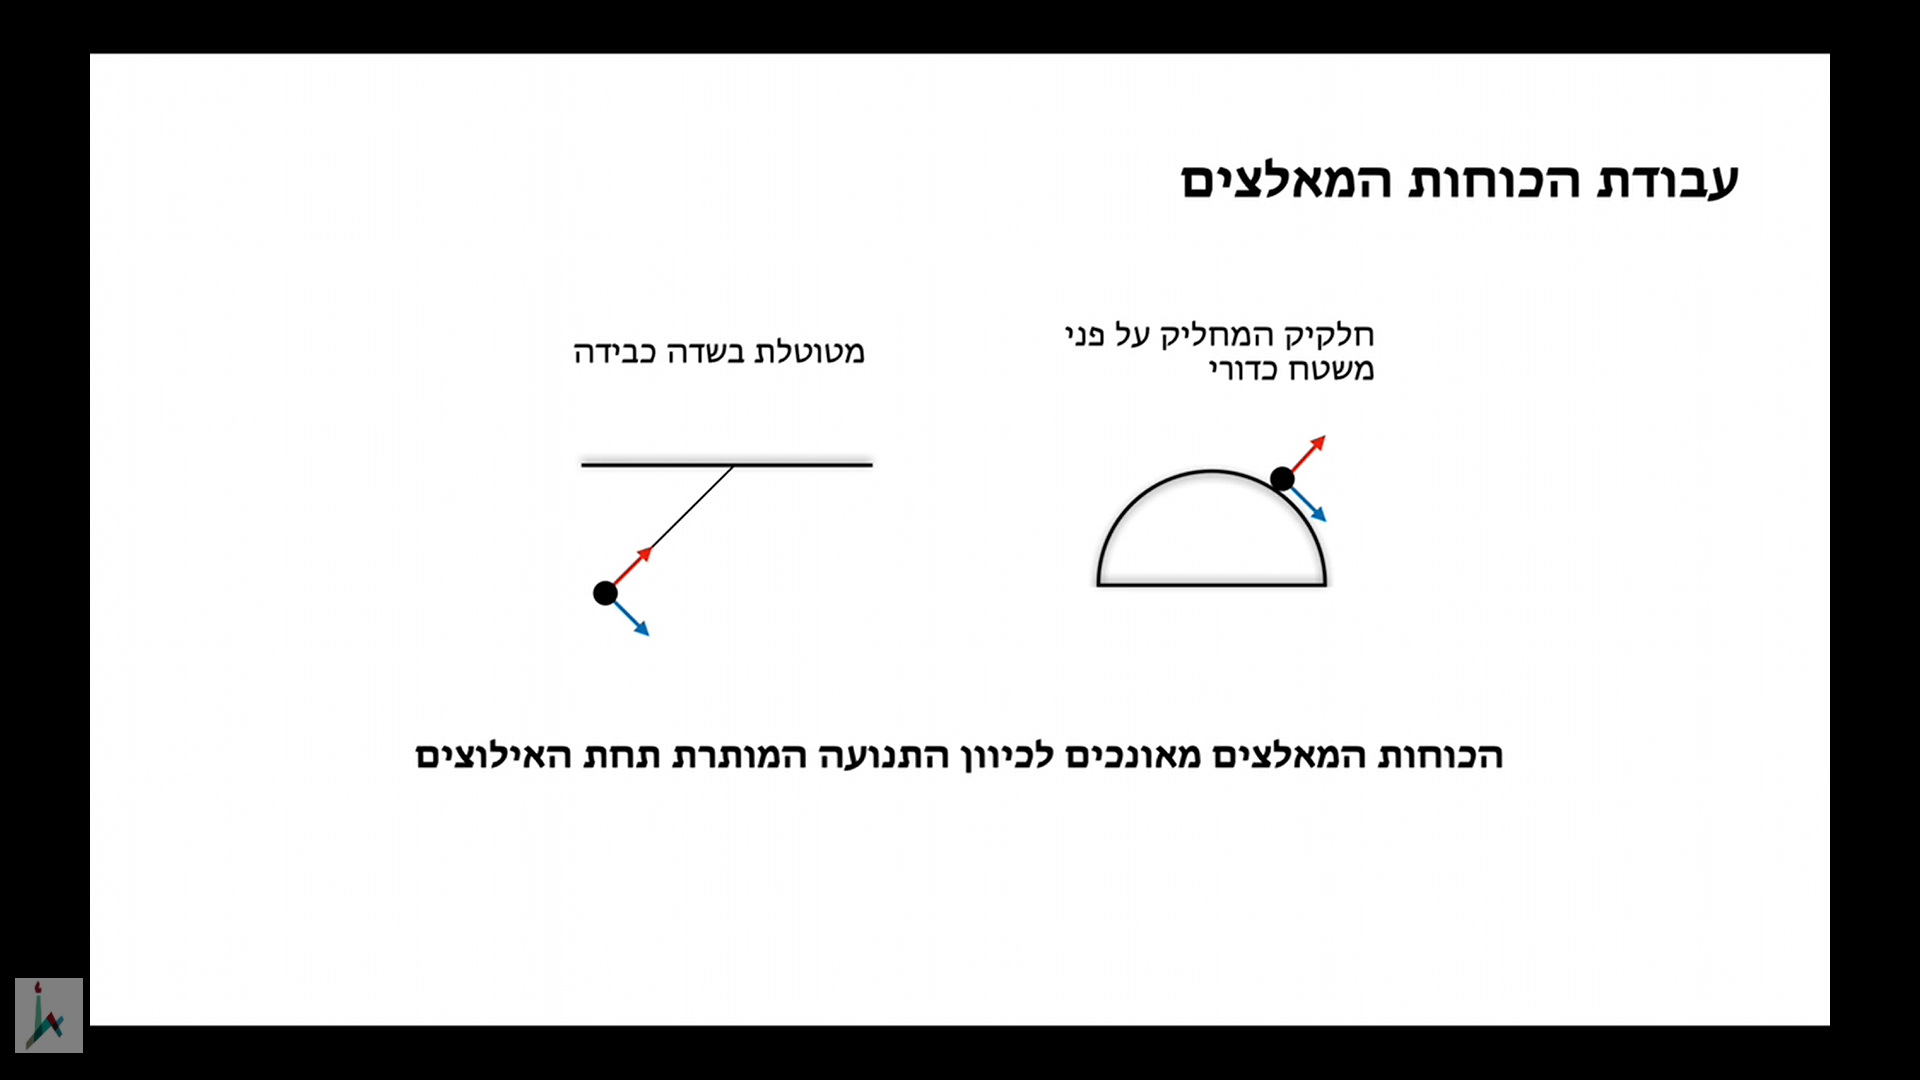 עבודת הכוחות המאלצים
חלקיק המחליק על פני
משטח כדורי
מטוטלת בשדה כבידה
הכוחות המאלצים מאונכים לכיוון התנועה המותרת תחת האילוצים